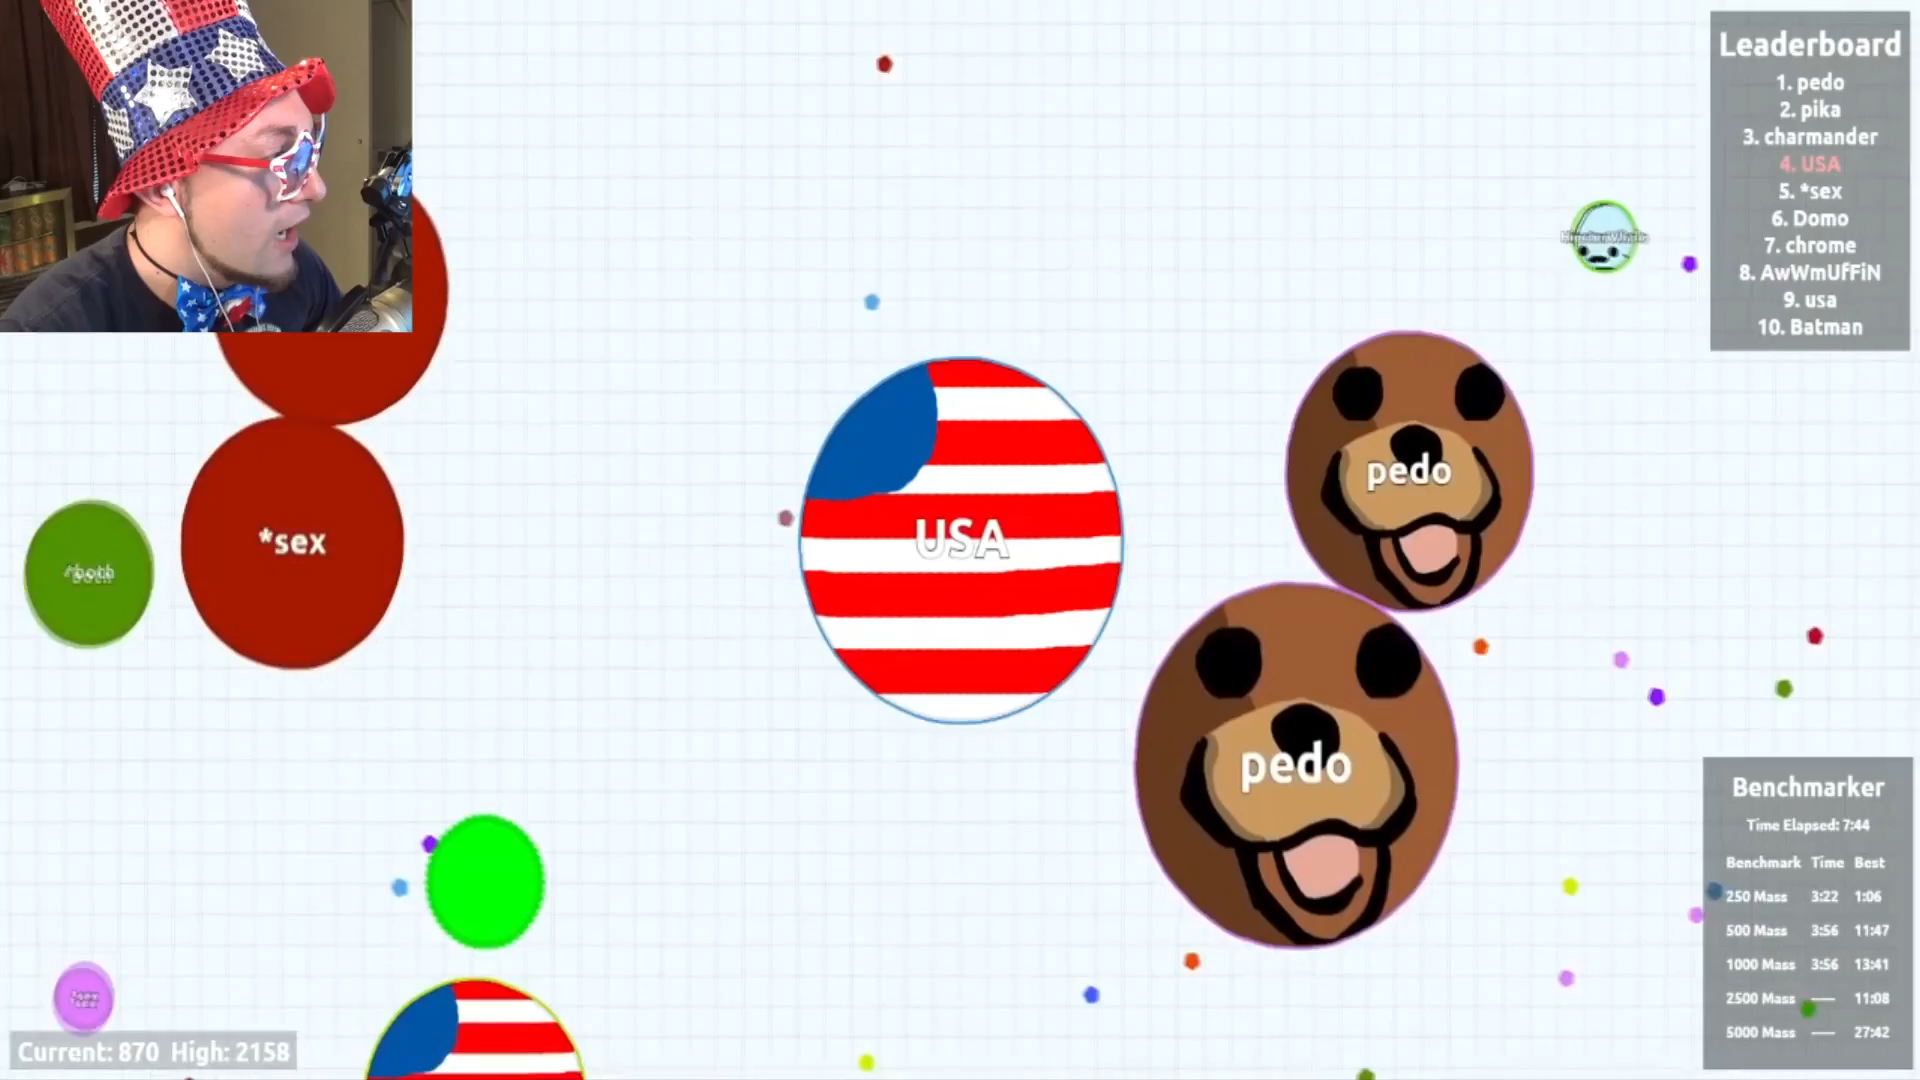 Leaderboard
1. pedo
2. pika
3. charmander
4. USA
5. *sex
6. Domo
7. chrome
8. AwWmUfFiN
9. usa
10. Batman
pedo
USA
*sex
pedo
Benchmarker
Time Elapsed: 7:44
Benchmark Time Best
250 Mass 3:22 1:06
500 Mass 3:56 11:47
1000 Mass 3:56 13:41
2500 Mass —— 11:08
5000 Mass —— 27:42
Current: 870 High: 2158